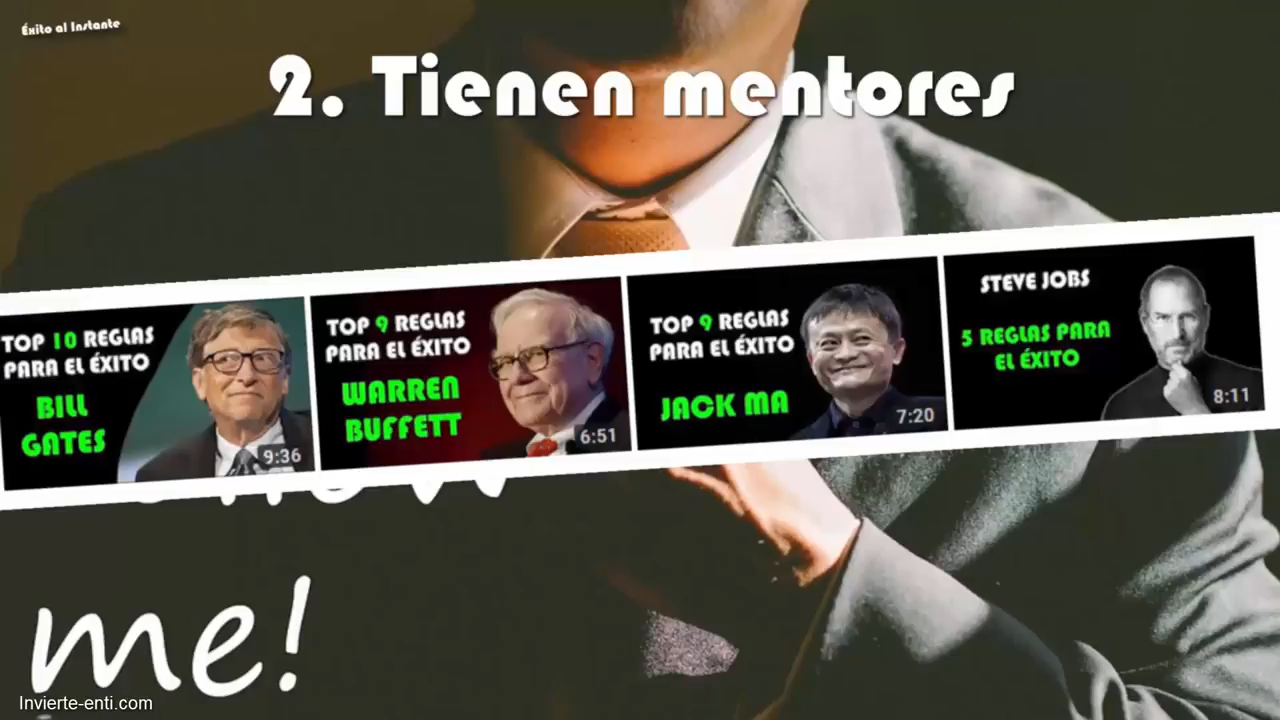 Éxito al Instante
2. Tienen mentores
TOP 10 REGLAS
PARA EL ÉXITO
BILL
GATES
9:36
TOP 9 REGLAS
PARA EL ÉXITO
WARREN
BUFFETT
6:51
TOP 9 REGLAS
PARA EL ÉXITO
JACK MA
7:20
STEVE JOBS
5 REGLAS PARA
EL ÉXITO
8:11
me!
Invierte-enti.com